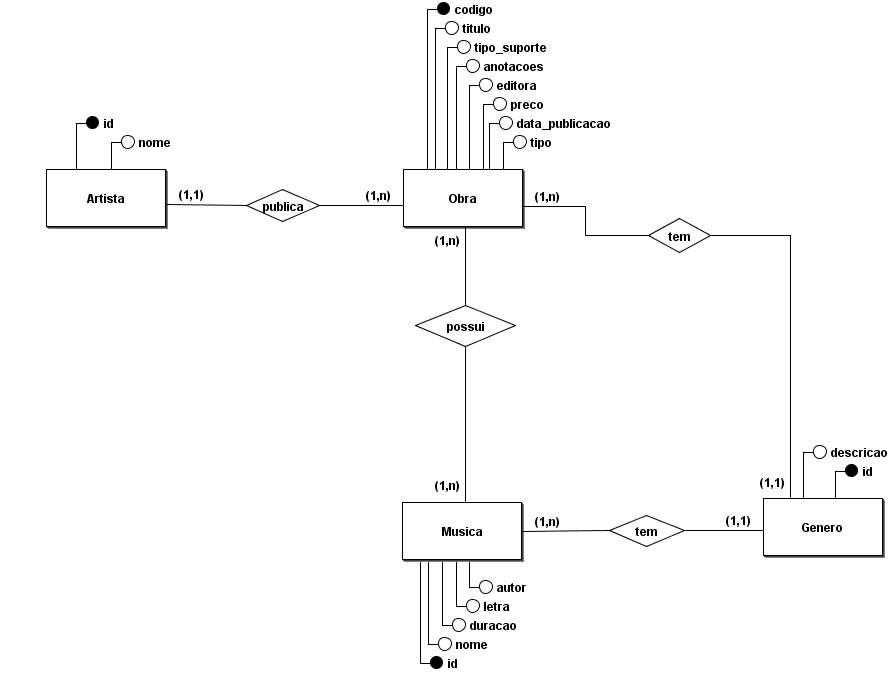 codigo
titulo
tipo_suporte
anotacoes
editora
preco
data_publicacao
tipo
id
nome
Artista
(1,1)
publica
(1,n)
Obra
(1,n)
(1,n)
tem
possui
(1,n)
Musica
(1,n)
tem
(1,1)
(1,1)
descricao
id
Genero
autor
letra
duracao
nome
id